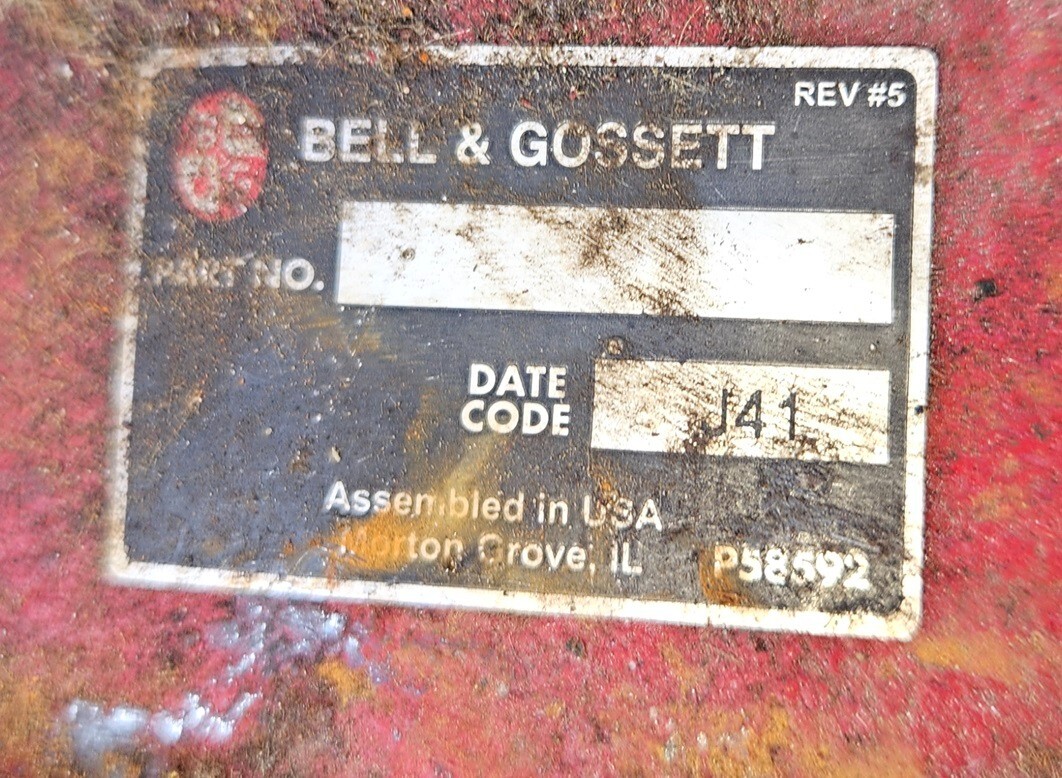 REV #5
B&G
BELL & GOSSETT
PART NO.
DATE
CODE
J41
Assembled in USA
Morton Grove, IL
P58592